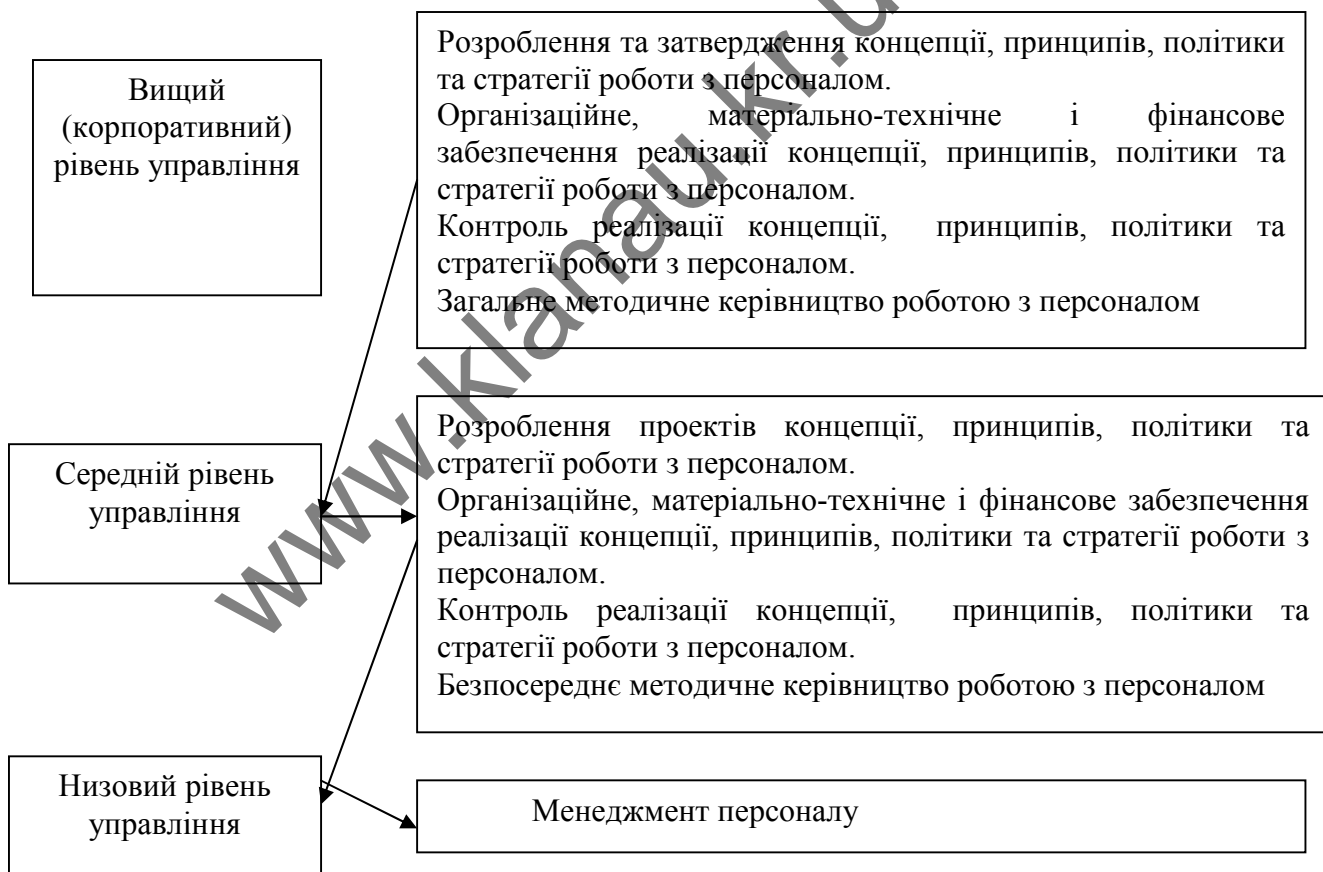 Вищий
(корпоративний)
рівень управління
Розроблення та затвердження концепції, принципів, політики
та стратегії роботи з персоналом.
Організаційне, матеріально-технічне і фінансове
забезпечення реалізації концепції, принципів, політики та
стратегії роботи з персоналом.
Контроль реалізації концепції, принципів, політики та
стратегії роботи з персоналом.
Загальне методичне керівництво роботою з персоналом
Середній рівень
управління
Розроблення проектів концепції, принципів, політики та
стратегії роботи з персоналом.
Організаційне, матеріально-технічне і фінансове забезпечення
реалізації концепції, принципів, політики та стратегії роботи з
персоналом.
Контроль реалізації концепції, принципів, політики та
стратегії роботи з персоналом.
Безпосереднє методичне керівництво роботою з персоналом
Низовий рівень
управління
Менеджмент персоналу
www.klanau.kr.u